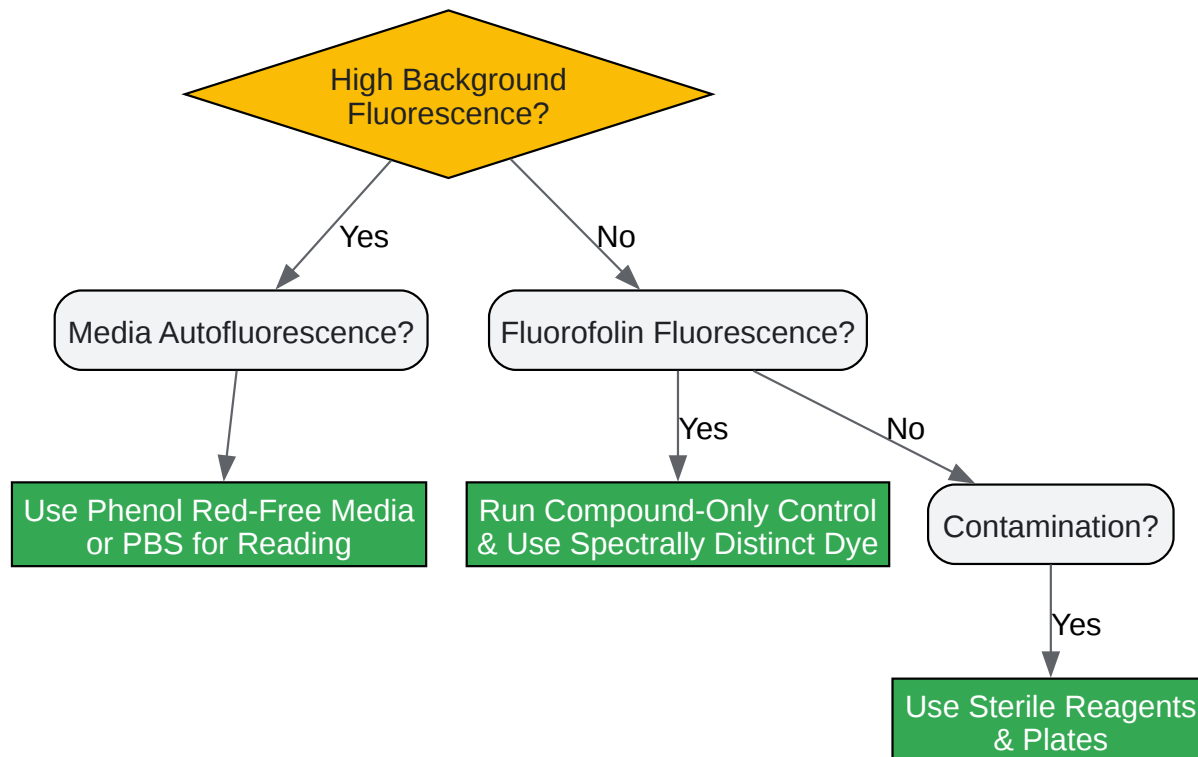 High Background
Fluorescence?
Yes
No
Media Autofluorescence?
Fluorofolin Fluorescence?
Yes
No
Use Phenol Red-Free Media
or PBS for Reading
Run Compound-Only Control
& Use Spectrally Distinct Dye
Contamination?
Yes
Use Sterile Reagents
& Plates